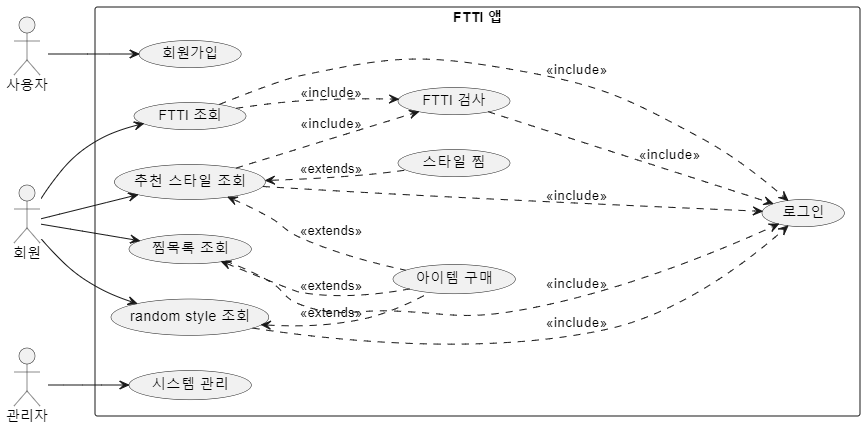 FTTI 앱
사용자
회원가입
«include»
FTTI 조회
«include»
FTTI 검사
«include»
«include»
추천 스타일 조회
«extends»
스타일 찜
«include»
로그인
회원
«extends»
찜목록 조회
«extends»
아이템 구매
«include»
random style 조회
«extends»
«include»
관리자
시스템 관리